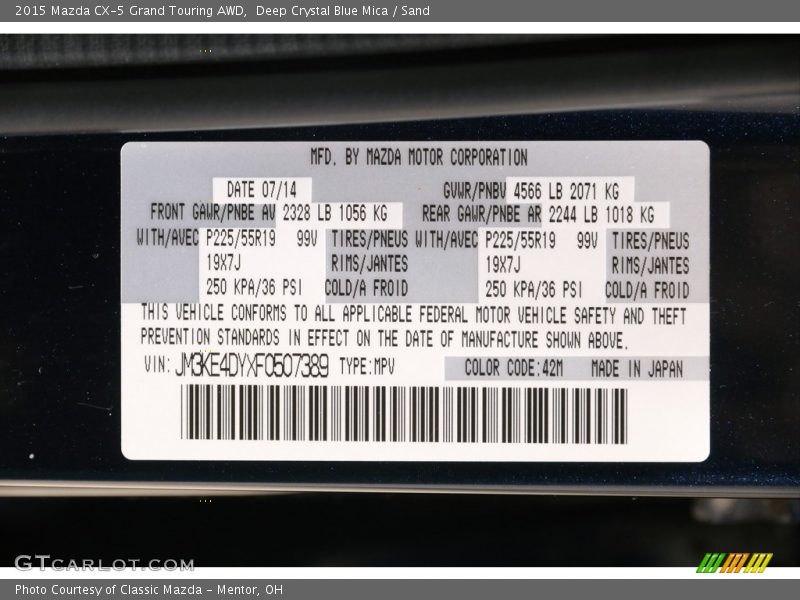 2015 Mazda CX-5 Grand Touring AWD,  Deep Crystal Blue Mica / Sand
MFD. BY MAZDA MOTOR CORPORATION
DATE 07/14 GVWR/PNBV 4566 LB 2071 KG
FRONT GAWR/PNBE AV 2328 LB 1056 KG REAR GAWR/PNBE AR 2244 LB 1018 KG
WITH/AVEC P225/55R19 99V TIRES/PNEUS WITH/AVEC P225/55R19 99V TIRES/PNEUS
19X7J RIMS/JANTES 19X7J RIMS/JANTES
250 KPA/36 PSI COLD/A FROID 250 KPA/36 PSI COLD/A FROID
THIS VEHICLE CONFORMS TO ALL APPLICABLE FEDERAL MOTOR VEHICLE SAFETY AND THEFT
PREVENTION STANDARDS IN EFFECT ON THE DATE OF MANUFACTURE SHOWN ABOVE.
VIN: JM3KE4DYXF0507389 TYPE:MPV COLOR CODE:42M MADE IN JAPAN
GTCARLOT.COM
Photo Courtesy of Classic Mazda - Mentor, OH